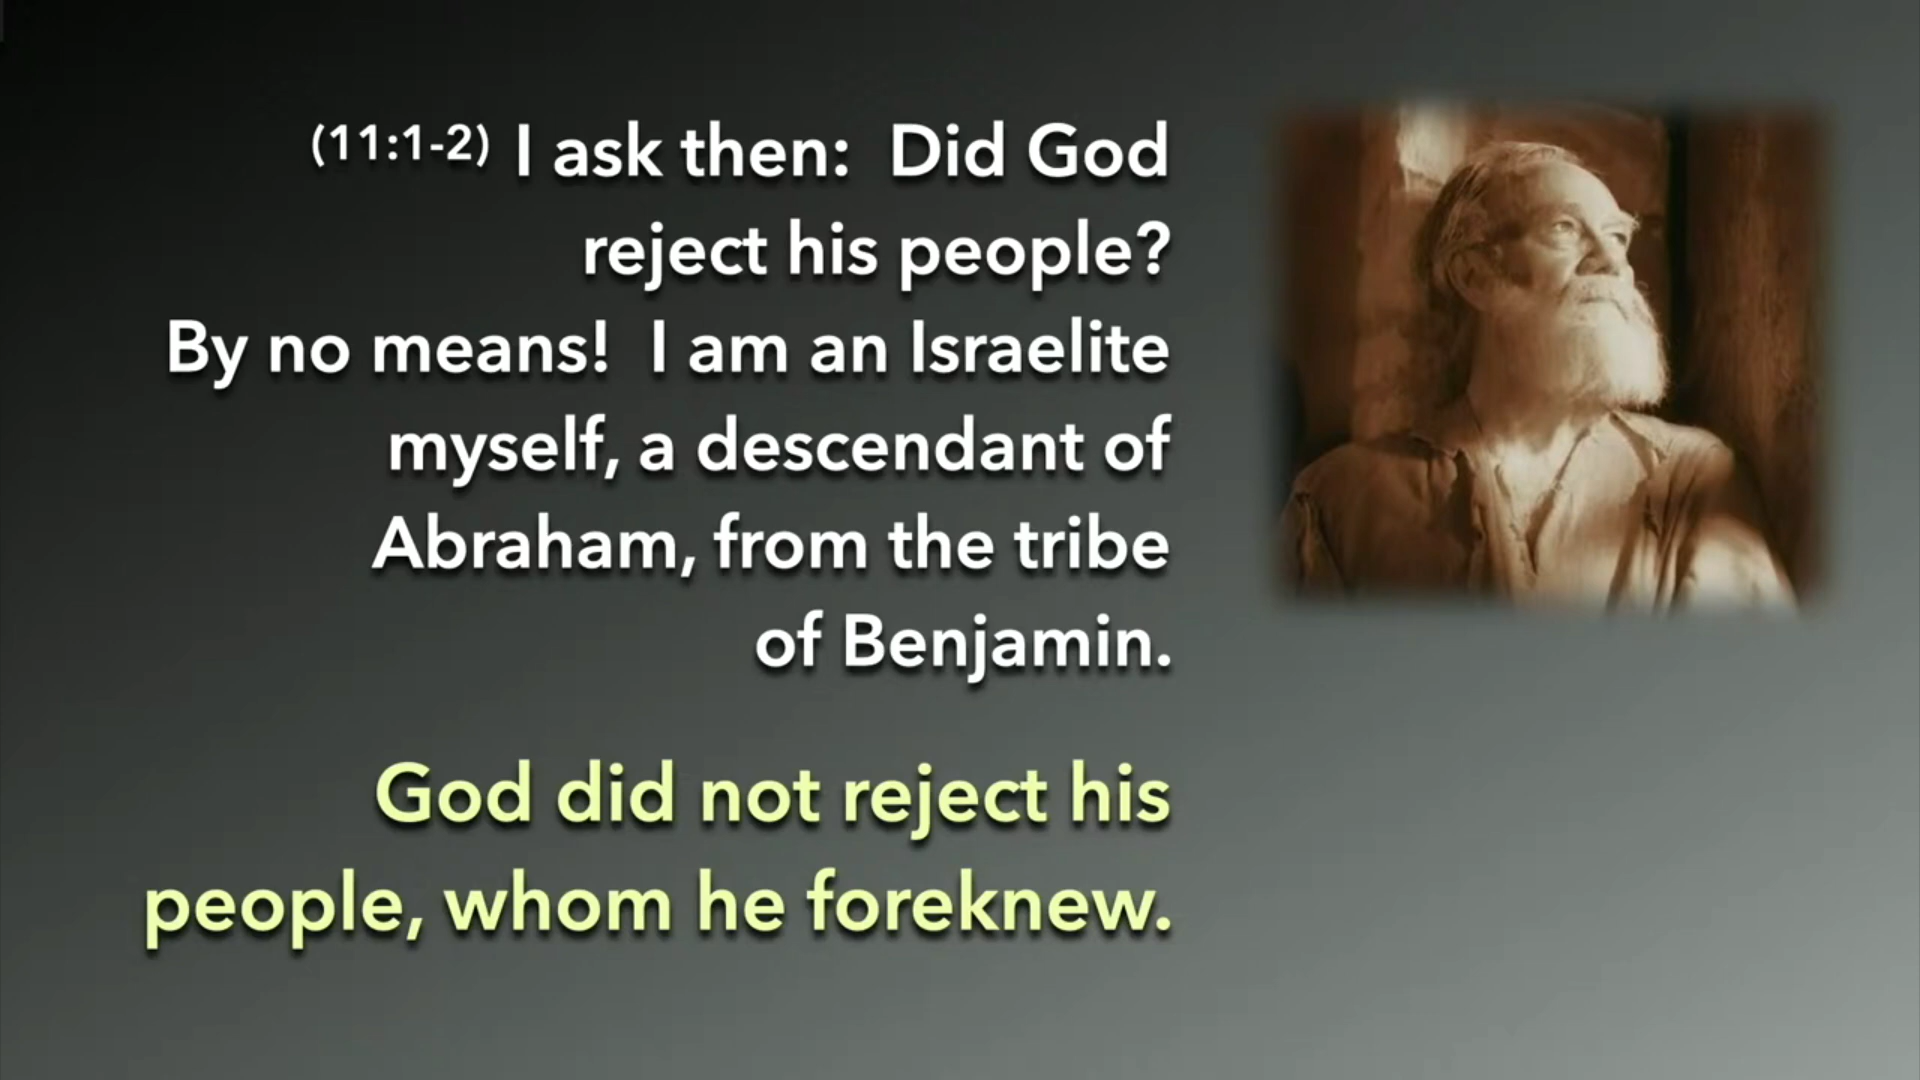 (11:1-2) I ask then:  Did God
reject his people?
By no means!  I am an Israelite
myself, a descendant of
Abraham, from the tribe
of Benjamin.
God did not reject his
people, whom he foreknew.